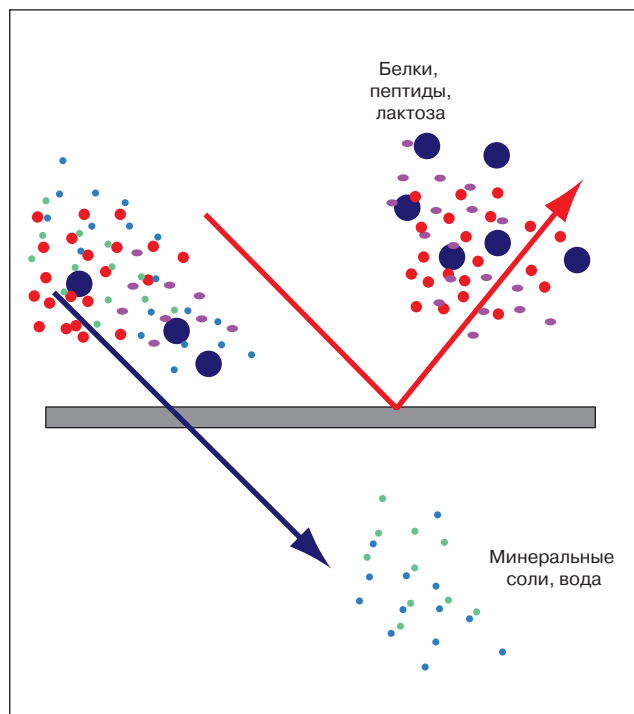 Белки,
пептиды,
лактоза
Минеральные
соли, вода